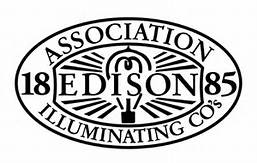 ASSOCIATION
18 EDISON 85
ILLUMINATING CO's